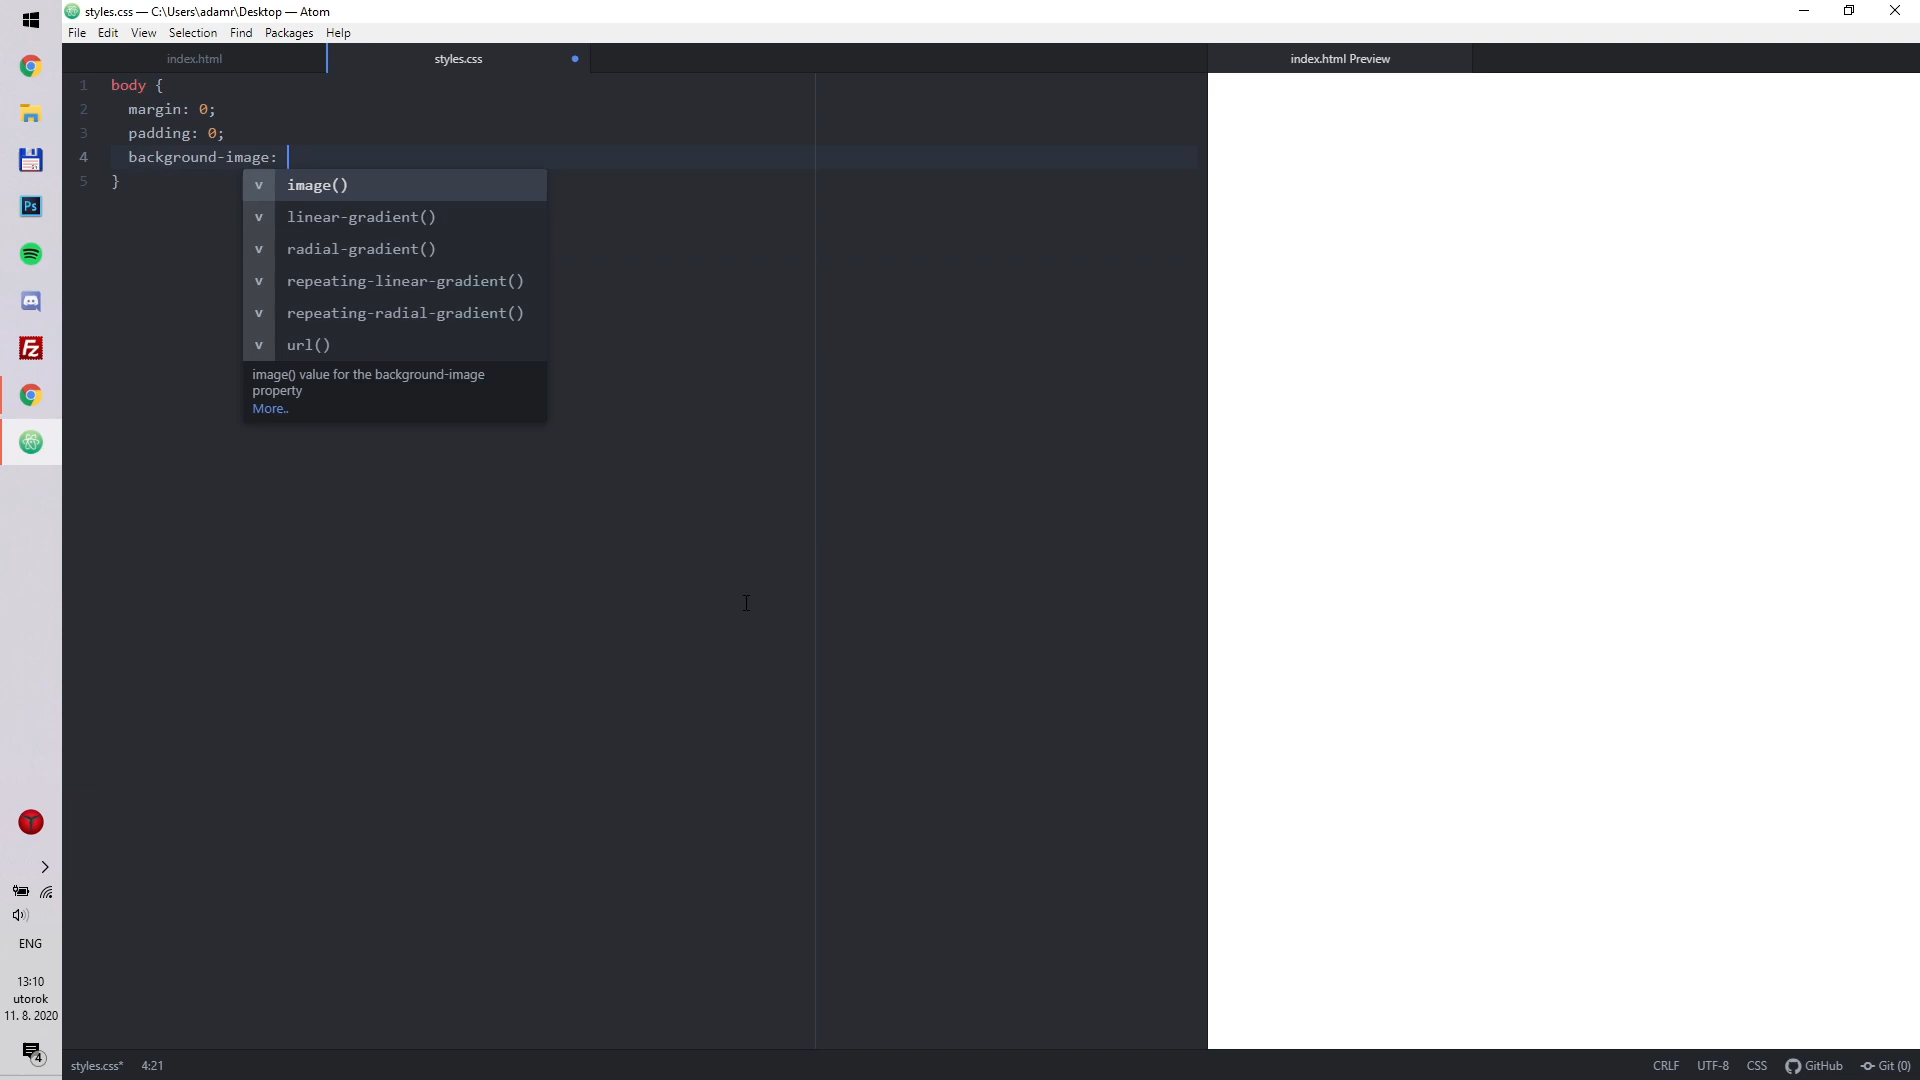 styles.css — C:\Users\adamr\Desktop — Atom
File Edit View Selection Find Packages Help
index.html styles.css index.html Preview
1 body {
2 margin: 0;
3 padding: 0;
4 background-image:
5 }
v image()
v linear-gradient()
v radial-gradient()
v repeating-linear-gradient()
v repeating-radial-gradient()
v url()
image() value for the background-image
property
More..
Ps
Fz
ENG
13:10
utorok
11. 8. 2020
4
styles.css* 4:21 CRLF UTF-8 CSS GitHub Git (0)